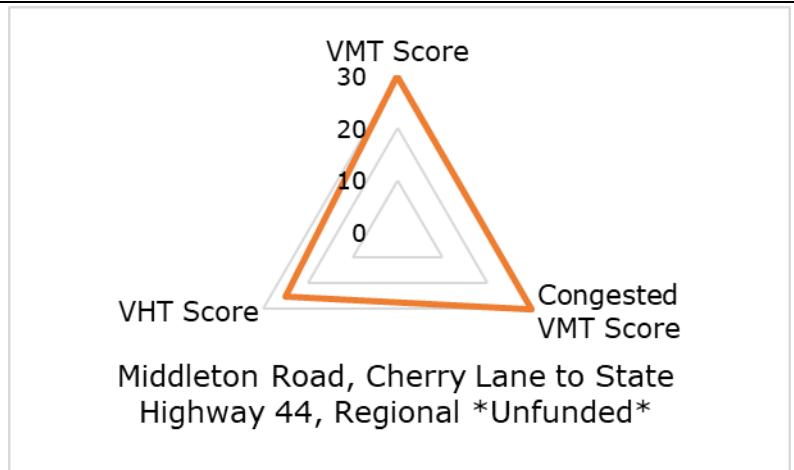 VMT Score
30
20
10
0
VHT Score
Congested
VMT Score
Middleton Road, Cherry Lane to State
Highway 44, Regional *Unfunded*